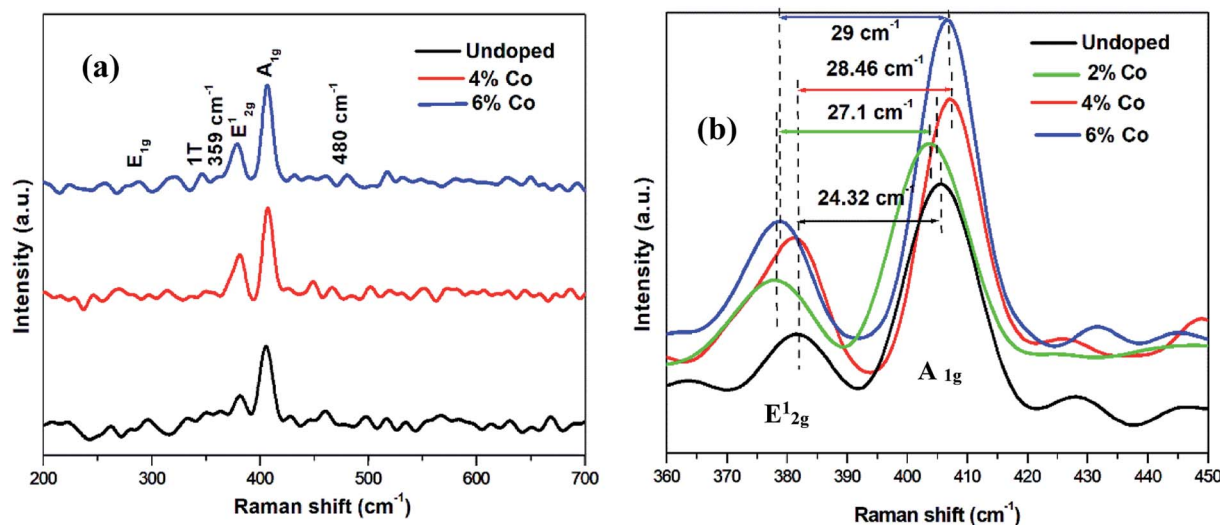 (a)
Undoped
4% Co
6% Co
E1g
1T
359 cm-1
E12g
A1g
480 cm-1
Intensity (a.u.)
200 300 400 500 600 700
Raman shift (cm-1)
(b)
29 cm-1
28.46 cm-1
27.1 cm-1
24.32 cm-1
Undoped
2% Co
4% Co
6% Co
E12g
A 1g
Intensity (a.u.)
360 370 380 390 400 410 420 430 440 450
Raman shift (cm-1)